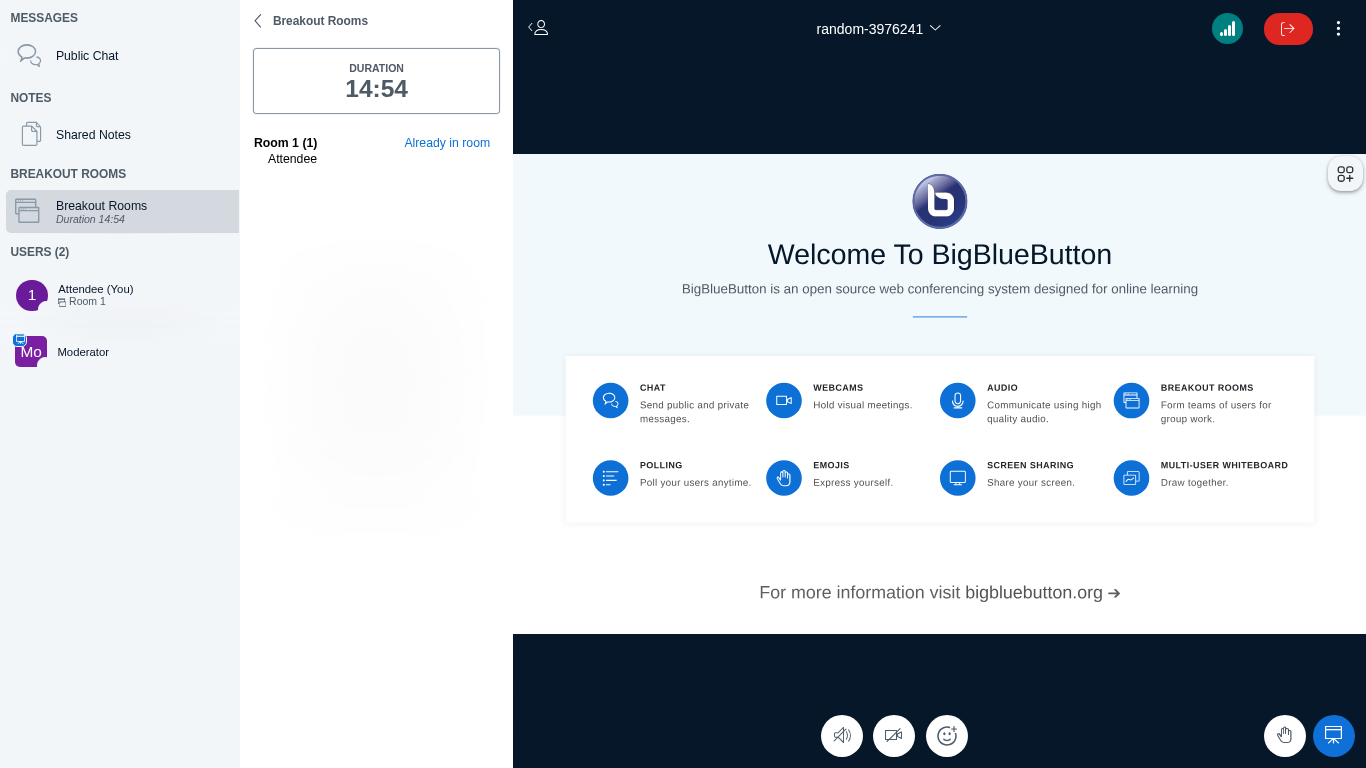 MESSAGES
Public Chat
NOTES
Shared Notes
BREAKOUT ROOMS
Breakout Rooms
Duration 14:54
USERS (2)
1
Attendee (You)
Room 1
Mo
Moderator
Breakout Rooms
DURATION
14:54
Room 1 (1)
Already in room
Attendee
random-3976241
Welcome To BigBlueButton
BigBlueButton is an open source web conferencing system designed for online learning
CHAT
Send public and private
messages.
WEBCAMS
Hold visual meetings.
AUDIO
Communicate using high
quality audio.
BREAKOUT ROOMS
Form teams of users for
group work.
POLLING
Poll your users anytime.
EMOJIS
Express yourself.
SCREEN SHARING
Share your screen.
MULTI-USER WHITEBOARD
Draw together.
For more information visit bigbluebutton.org →